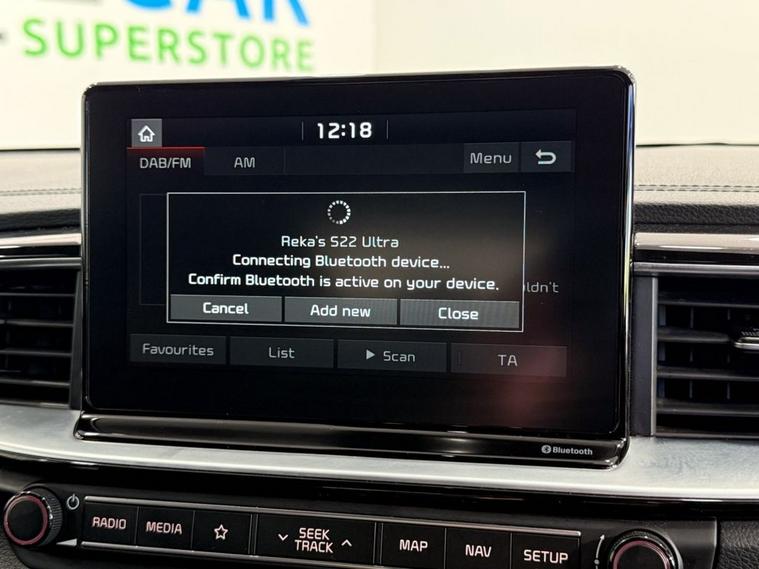 CAR
SUPERSTORE
12:18
DAB/FM AM Menu
Reka's S22 Ultra
Connecting Bluetooth device...
Confirm Bluetooth is active on your device.
Cancel Add new Close
Favourites List Scan TA
Bluetooth
RADIO MEDIA SEEK TRACK MAP NAV SETUP